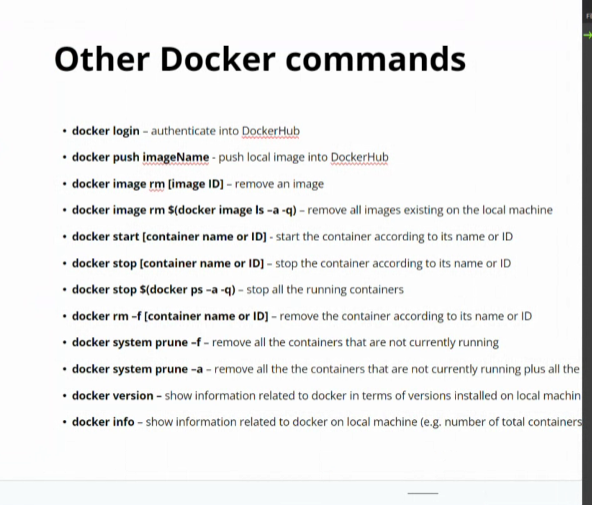 Other Docker commands
• docker login – authenticate into DockerHub
• docker push imageName - push local image into DockerHub
• docker image rm [image ID] – remove an image
• docker image rm $(docker image ls –a -q) – remove all images existing on the local machine
• docker start [container name or ID] - start the container according to its name or ID
• docker stop [container name or ID] – stop the container according to its name or ID
• docker stop $(docker ps –a -q) – stop all the running containers
• docker rm –f [container name or ID] – remove the container according to its name or ID
• docker system prune –f – remove all the containers that are not currently running
• docker system prune –a – remove all the the containers that are not currently running plus all the
• docker version – show information related to docker in terms of versions installed on local machin
• docker info – show information related to docker on local machine (e.g. number of total containers